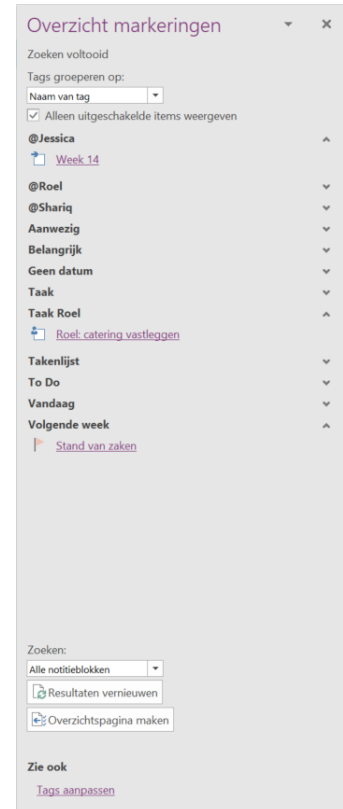 Overzicht markeringen
Zoeken voltooid
Tags groeperen op:
Naam van tag
Alleen uitgeschakelde items weergeven
@Jessica
Week 14
@Roel
@Shariq
Aanwezig
Belangrijk
Geen datum
Taak
Taak Roel
Roel: catering vastleggen
Takenlijst
To Do
Vandaag
Volgende week
Stand van zaken
Zoeken:
Alle notitieblokken
Resultaten vernieuwen
Overzichtspagina maken
Zie ook
Tags aanpassen